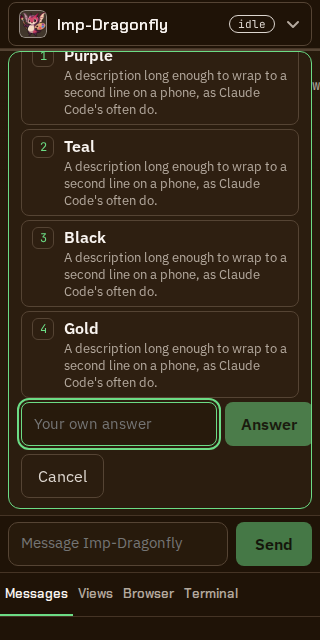 Imp-Dragonfly
idle
1 Purple
A description long enough to wrap to a
second line on a phone, as Claude
Code's often do.
2 Teal
A description long enough to wrap to a
second line on a phone, as Claude
Code's often do.
3 Black
A description long enough to wrap to a
second line on a phone, as Claude
Code's often do.
4 Gold
A description long enough to wrap to a
second line on a phone, as Claude
Code's often do.
Your own answer
Answer
Cancel
Message Imp-Dragonfly
Send
Messages Views Browser Terminal